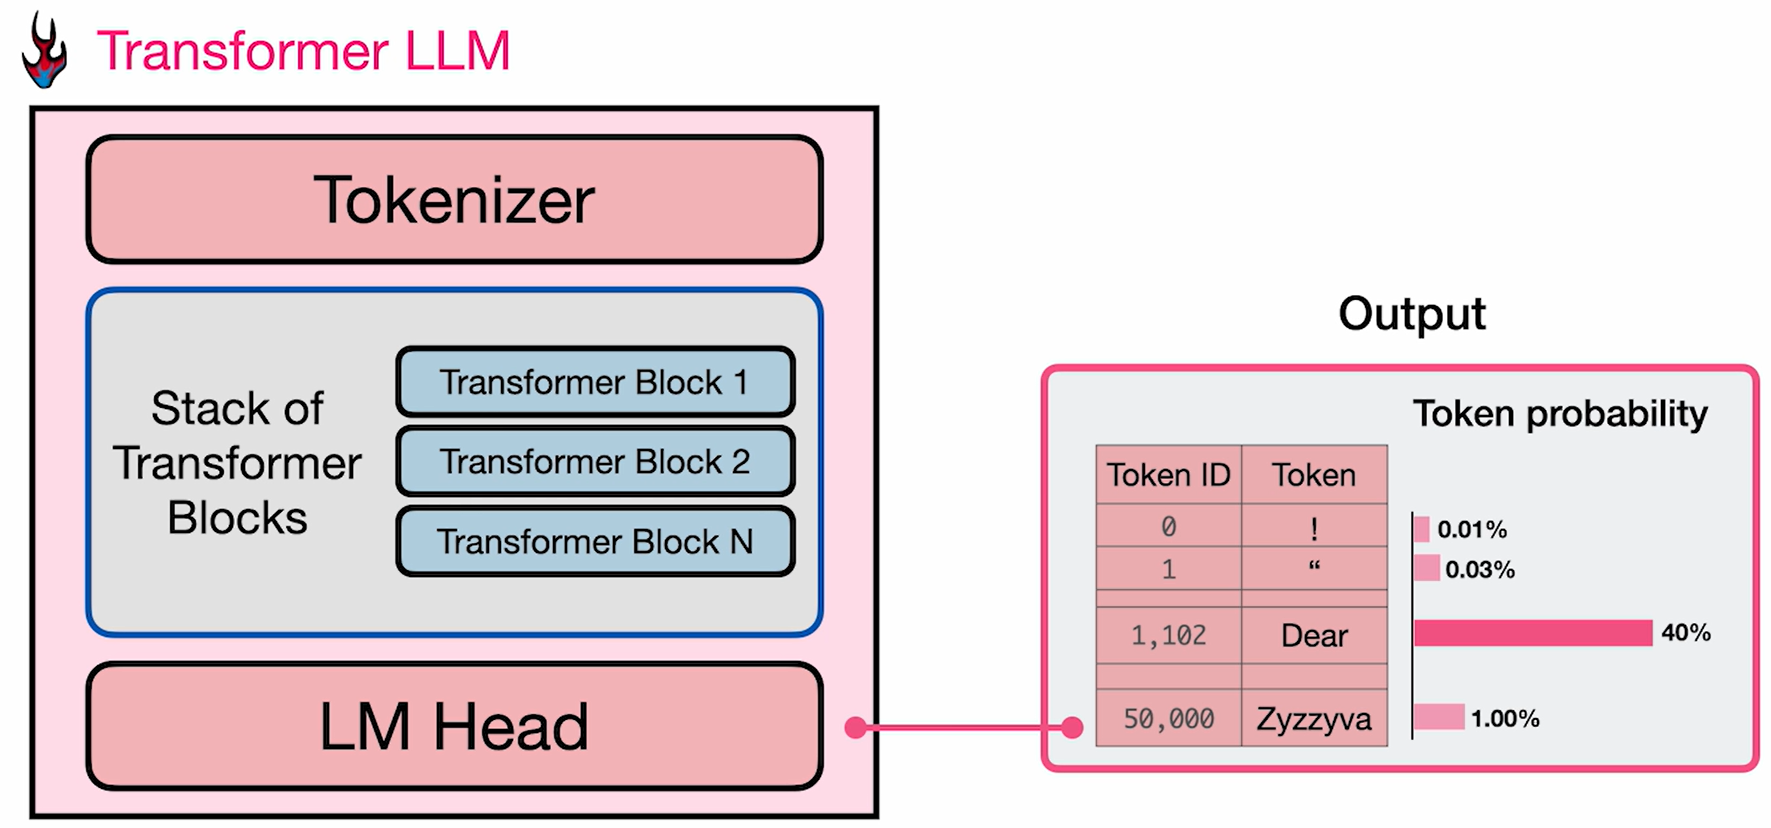 Transformer LLM
Tokenizer
Stack of
Transformer
Blocks
Transformer Block 1
Transformer Block 2
Transformer Block N
LM Head
Output
Token probability
Token ID Token
0 ! 0.01%
1 “ 0.03%
1,102 Dear 40%
50,000 Zyzzyva 1.00%